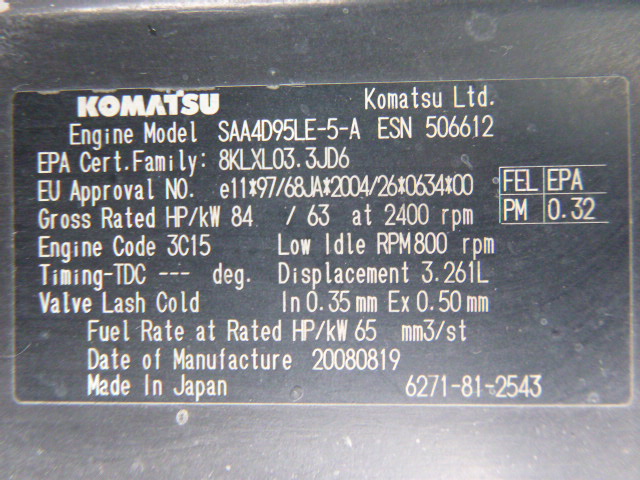 KOMATSU Komatsu Ltd.
Engine Model SAA4D95LE-5-A ESN 506612
EPA Cert.Family: 8KLXL03.3JD6
EU Approval NO. e11*97/68JA*2004/26*0634*00 FEL EPA
Gross Rated HP/kW 84 / 63 at 2400 rpm PM 0.32
Engine Code 3C15 Low Idle RPM 800 rpm
Timing-TDC --- deg. Displacement 3.261L
Valve Lash Cold In 0.35 mm Ex 0.50 mm
Fuel Rate at Rated HP/kW 65 mm3/st
Date of Manufacture 20080819
Made In Japan 6271-81-2543